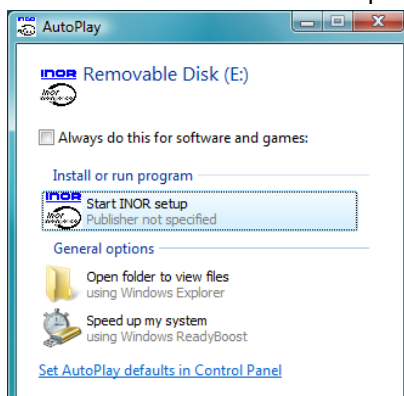 AutoPlay
INOR
Removable Disk (E:)
Always do this for software and games:
Install or run program
INOR
Start INOR setup
Publisher not specified
General options
Open folder to view files
using Windows Explorer
Speed up my system
using Windows ReadyBoost
Set AutoPlay defaults in Control Panel